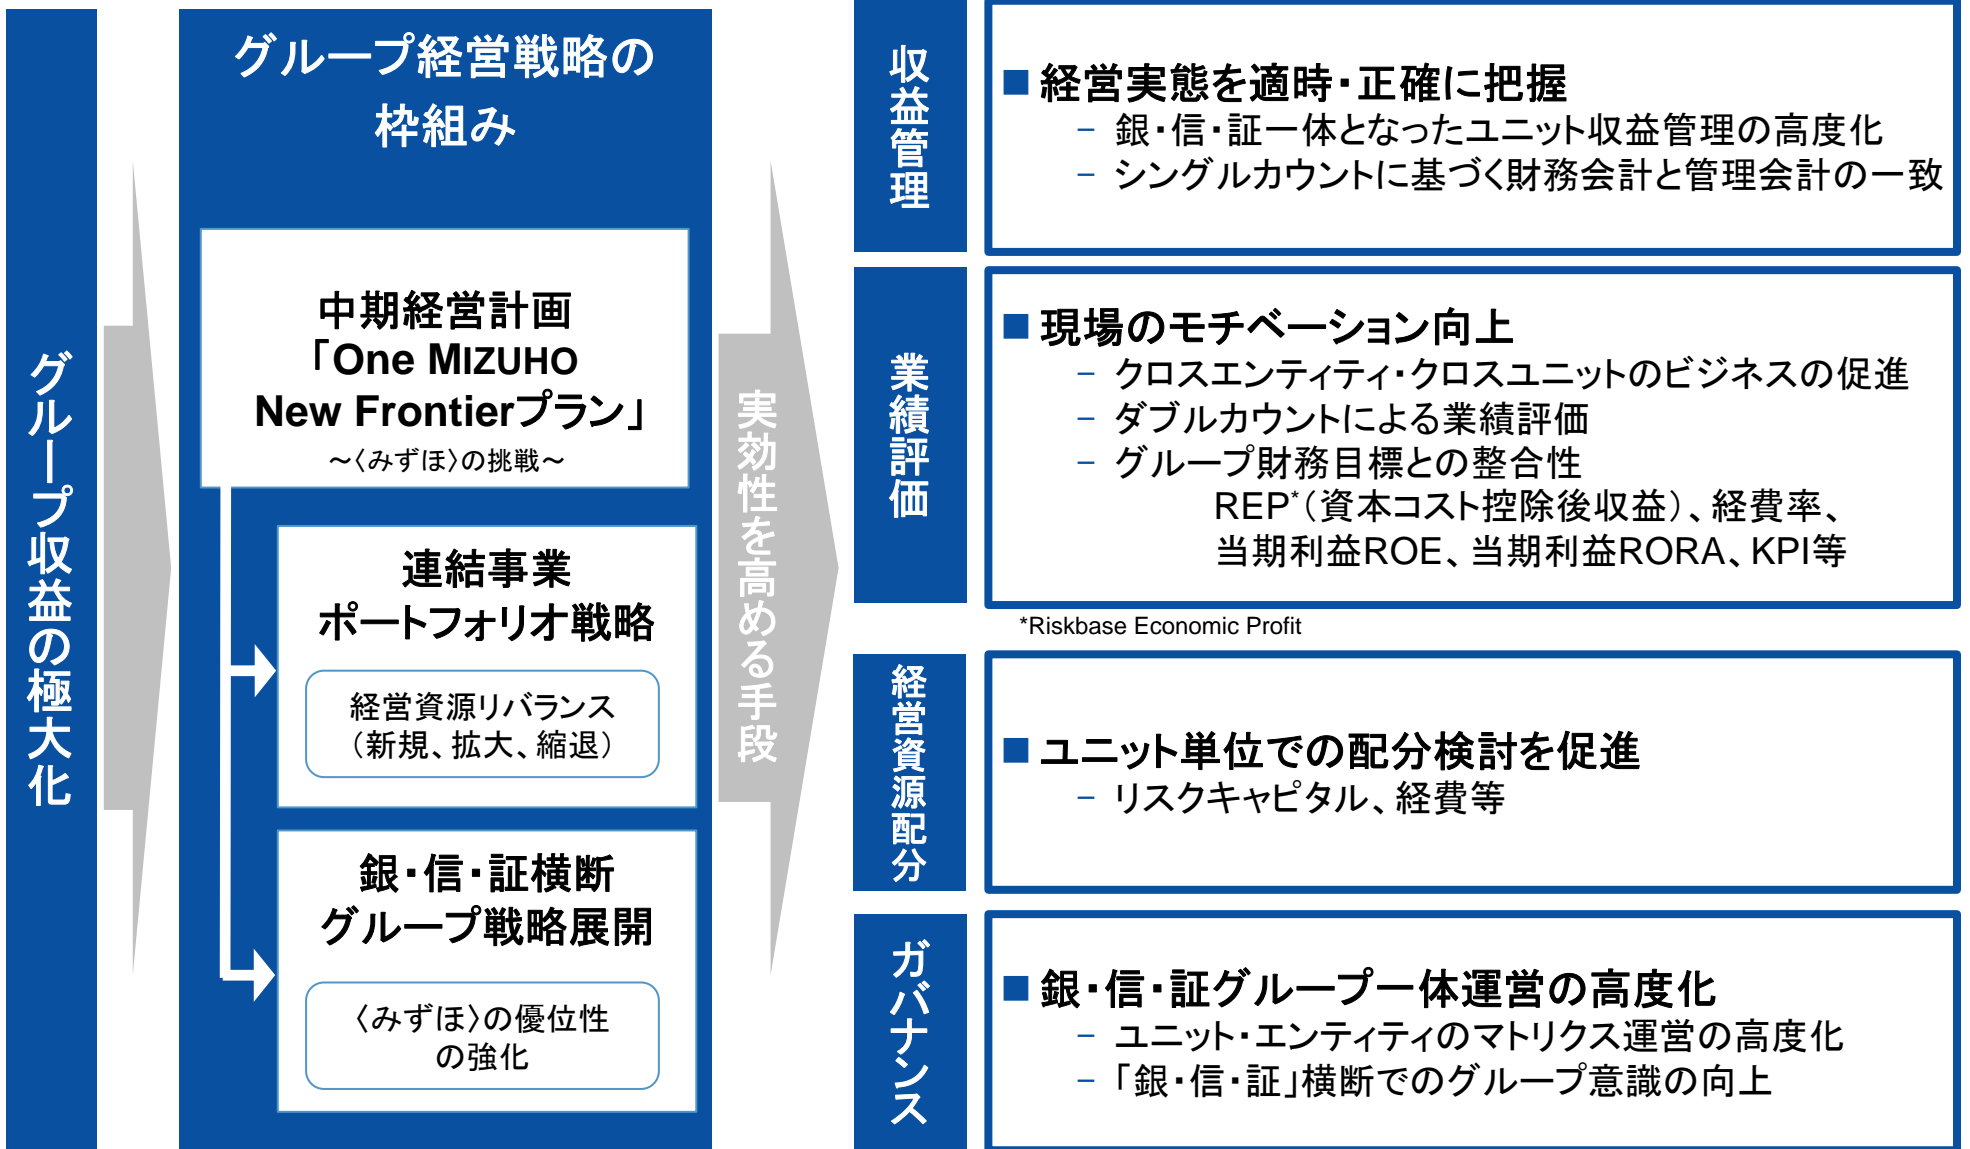 グループ収益の極大化
グループ経営戦略の
枠組み
中期経営計画
「One MIZUHO
New Frontierプラン」
～〈みずほ〉の挑戦～
連結事業
ポートフォリオ戦略
経営資源リバランス
（新規、拡大、縮退）
銀・信・証横断
グループ戦略展開
〈みずほ〉の優位性
の強化
実効性を高める手段
収益管理
■ 経営実態を適時・正確に把握
− 銀・信・証一体となったユニット収益管理の高度化
− シングルカウントに基づく財務会計と管理会計の一致
業績評価
■ 現場のモチベーション向上
− クロスエンティティ・クロスユニットのビジネスの促進
− ダブルカウントによる業績評価
− グループ財務目標との整合性
REP*（資本コスト控除後収益）、経費率、
当期利益ROE、当期利益RORA、KPI等
*Riskbase Economic Profit
経営資源配分
■ ユニット単位での配分検討を促進
− リスクキャピタル、経費等
ガバナンス
■ 銀・信・証グループ一体運営の高度化
− ユニット・エンティティのマトリクス運営の高度化
− 「銀・信・証」横断でのグループ意識の向上